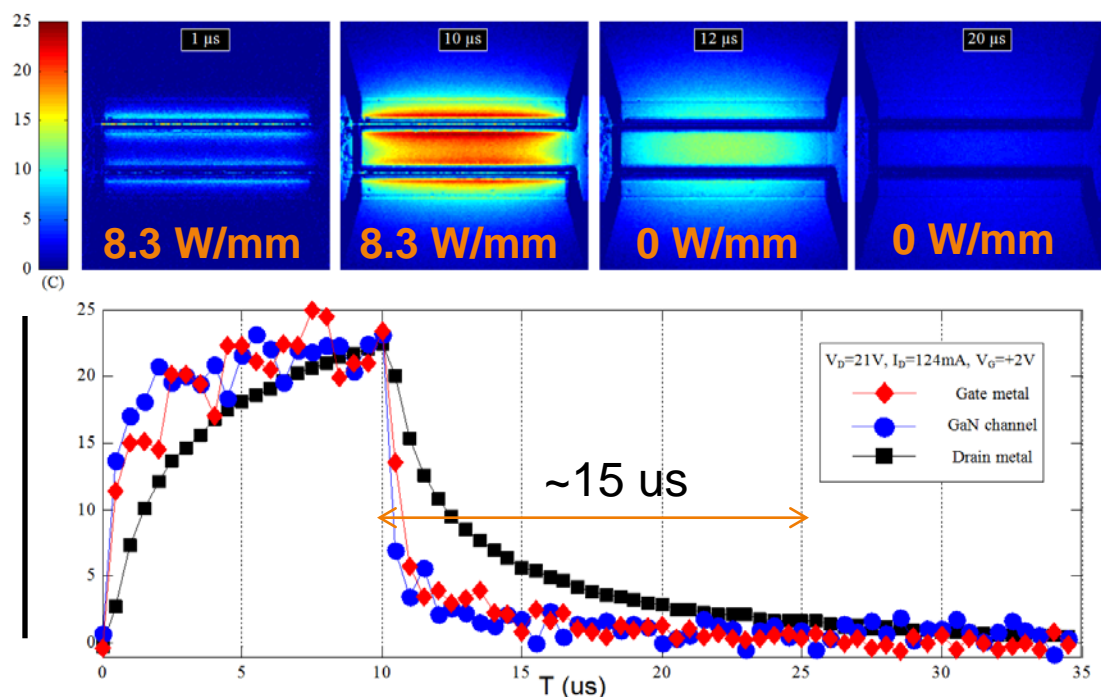 25
20
15
10
5
0
(C)
1 μs
10 μs
12 μs
20 μs
8.3 W/mm
8.3 W/mm
0 W/mm
0 W/mm
25
20
15
10
5
0
V_D=21V, I_D=124mA, V_G=+2V
Gate metal
GaN channel
Drain metal
~15 us
0
5
10
15
20
25
30
35
T (us)